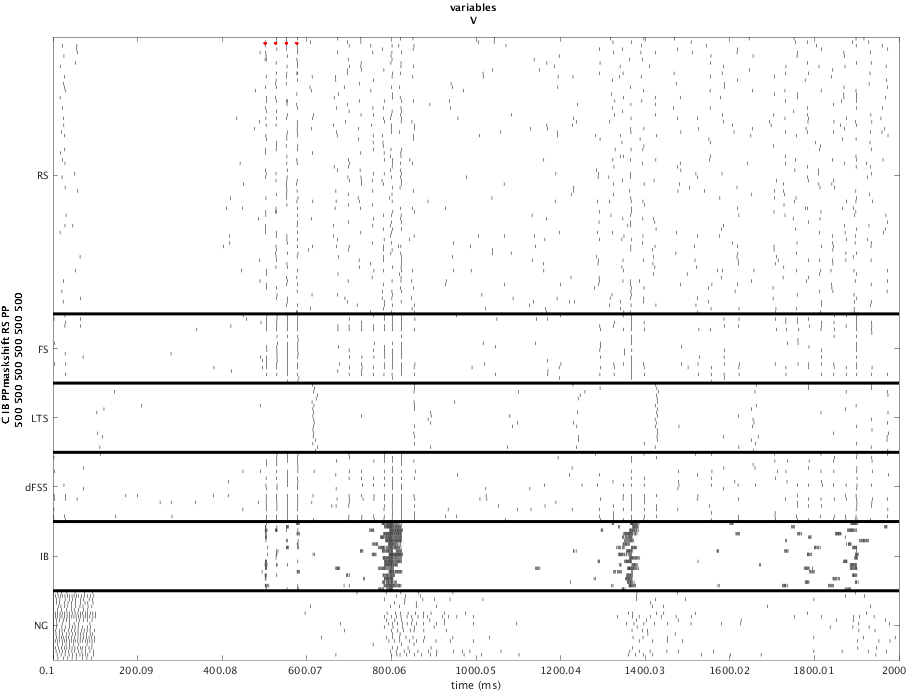 variables
V
C IB PPmaskshift RS PP
500 500 500 500 500 500
RS
FS
LTS
dFS5
IB
NG
0.1 200.09 400.08 600.07 800.06 1000.05 1200.04 1400.03 1600.02 1800.01 2000
time (ms)